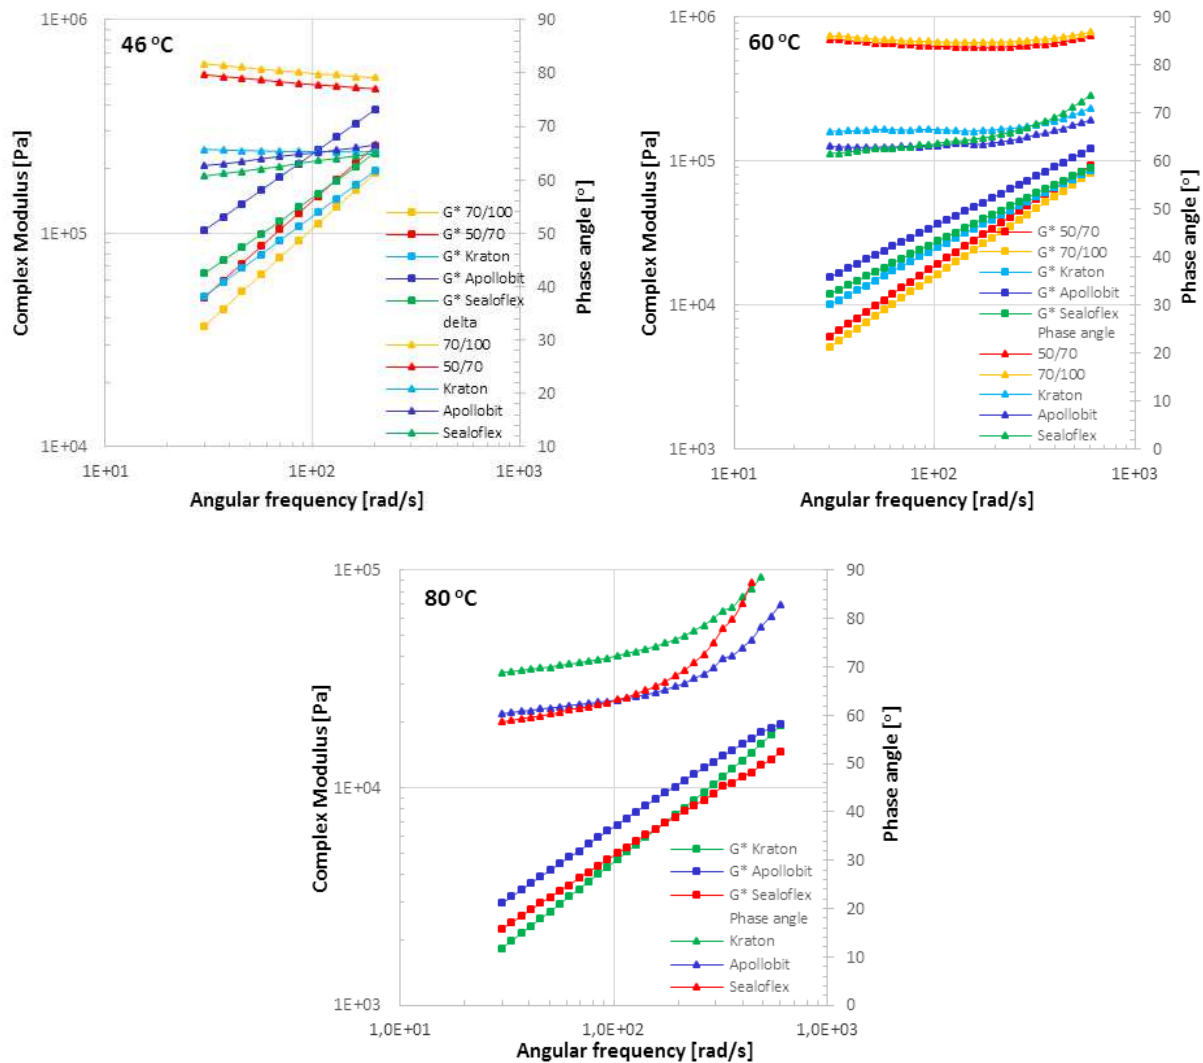 46 °C
1E+06
1E+05
1E+04
Complex Modulus [Pa]
90
80
70
60
50
40
30
20
10
Phase angle [°]
G* 70/100
G* 50/70
G* Kraton
G* Apollobit
G* Sealoflex
delta
70/100
50/70
Kraton
Apollobit
Sealoflex
1E+01
1E+02
1E+03
Angular frequency [rad/s]
60 °C
1E+06
1E+05
1E+04
1E+03
Complex Modulus [Pa]
90
80
70
60
50
40
30
20
10
0
Phase angle [°]
G* 50/70
G* 70/100
G* Kraton
G* Apollobit
G* Sealoflex
Phase angle
50/70
70/100
Kraton
Apollobit
Sealoflex
1E+01
1E+02
1E+03
Angular frequency [rad/s]
80 °C
1E+05
1E+04
1E+03
Complex Modulus [Pa]
90
80
70
60
50
40
30
20
10
0
Phase angle [°]
G* Kraton
G* Apollobit
G* Sealoflex
Phase angle
Kraton
Apollobit
Sealoflex
1,0E+01
1,0E+02
1,0E+03
Angular frequency [rad/s]